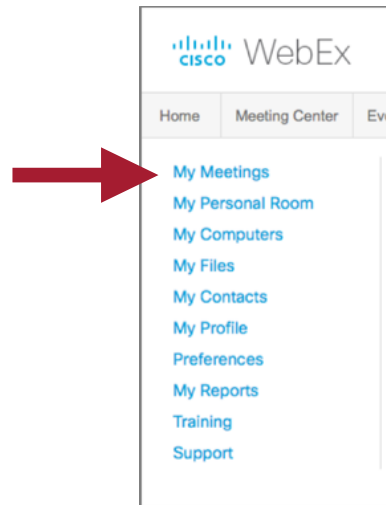 CISCO WebEx
Home Meeting Center Eve
My Meetings
My Personal Room
My Computers
My Files
My Contacts
My Profile
Preferences
My Reports
Training
Support